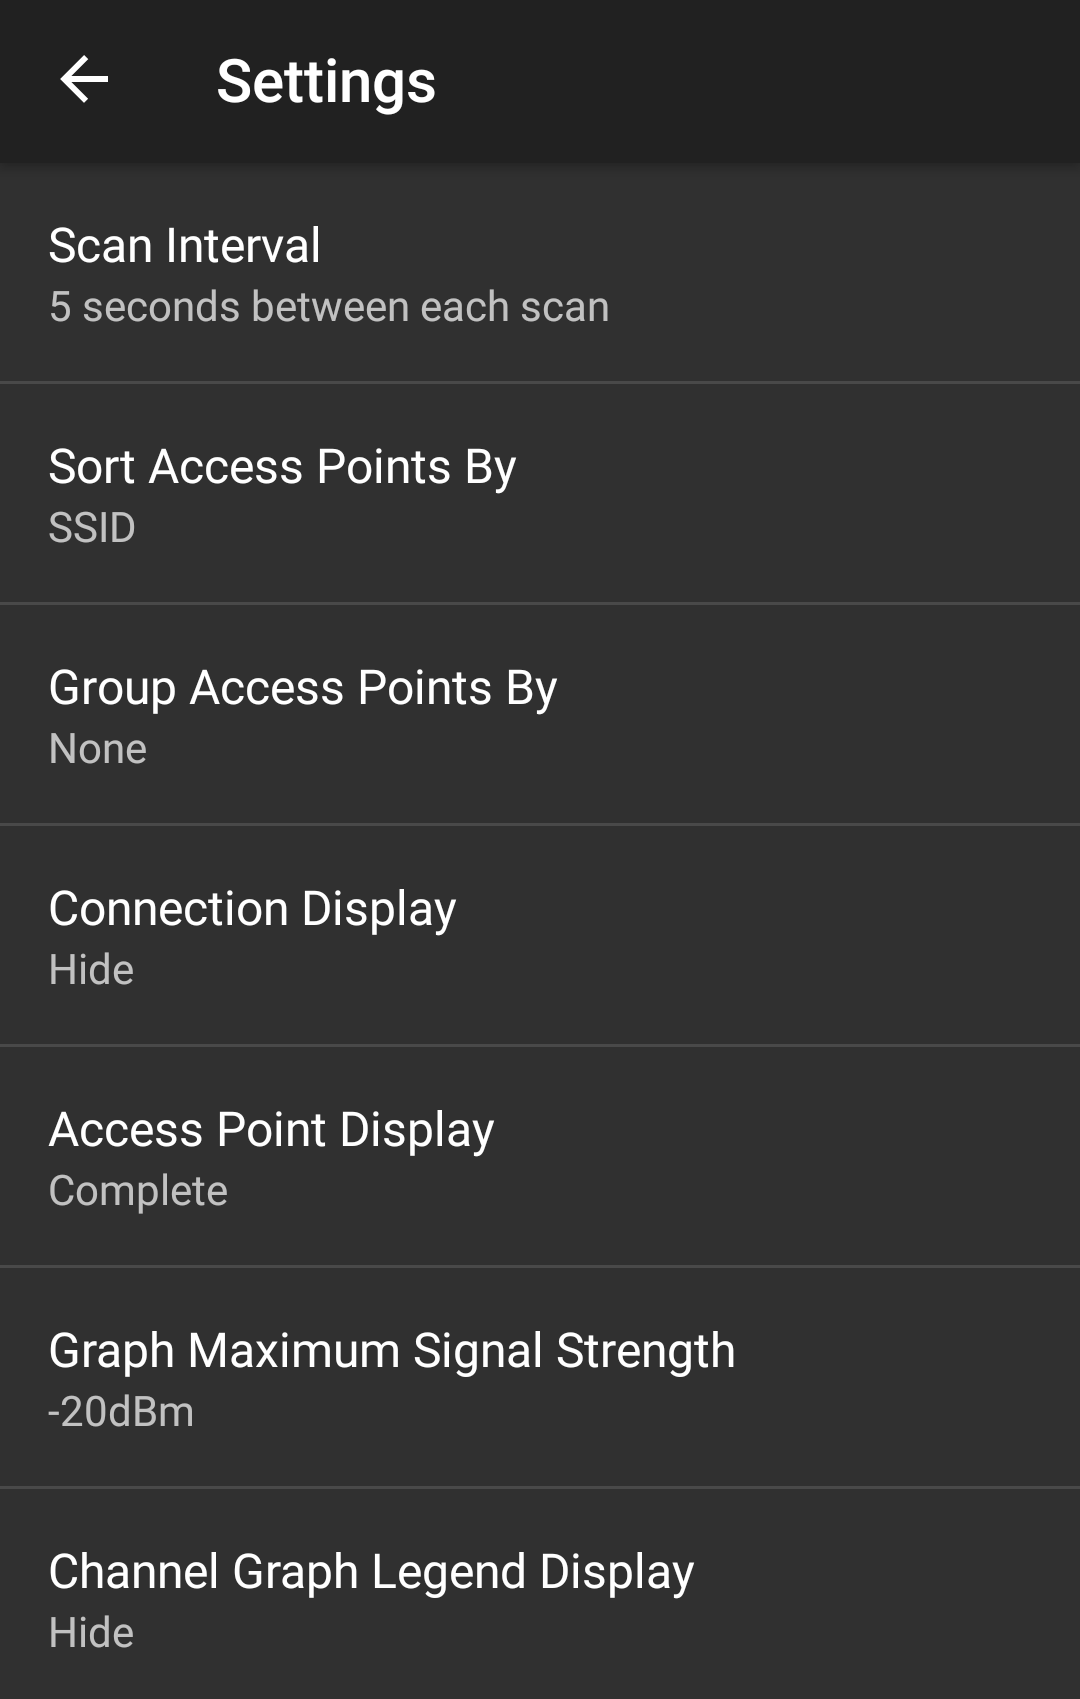 Settings
Scan Interval
5 seconds between each scan
Sort Access Points By
SSID
Group Access Points By
None
Connection Display
Hide
Access Point Display
Complete
Graph Maximum Signal Strength
-20dBm
Channel Graph Legend Display
Hide